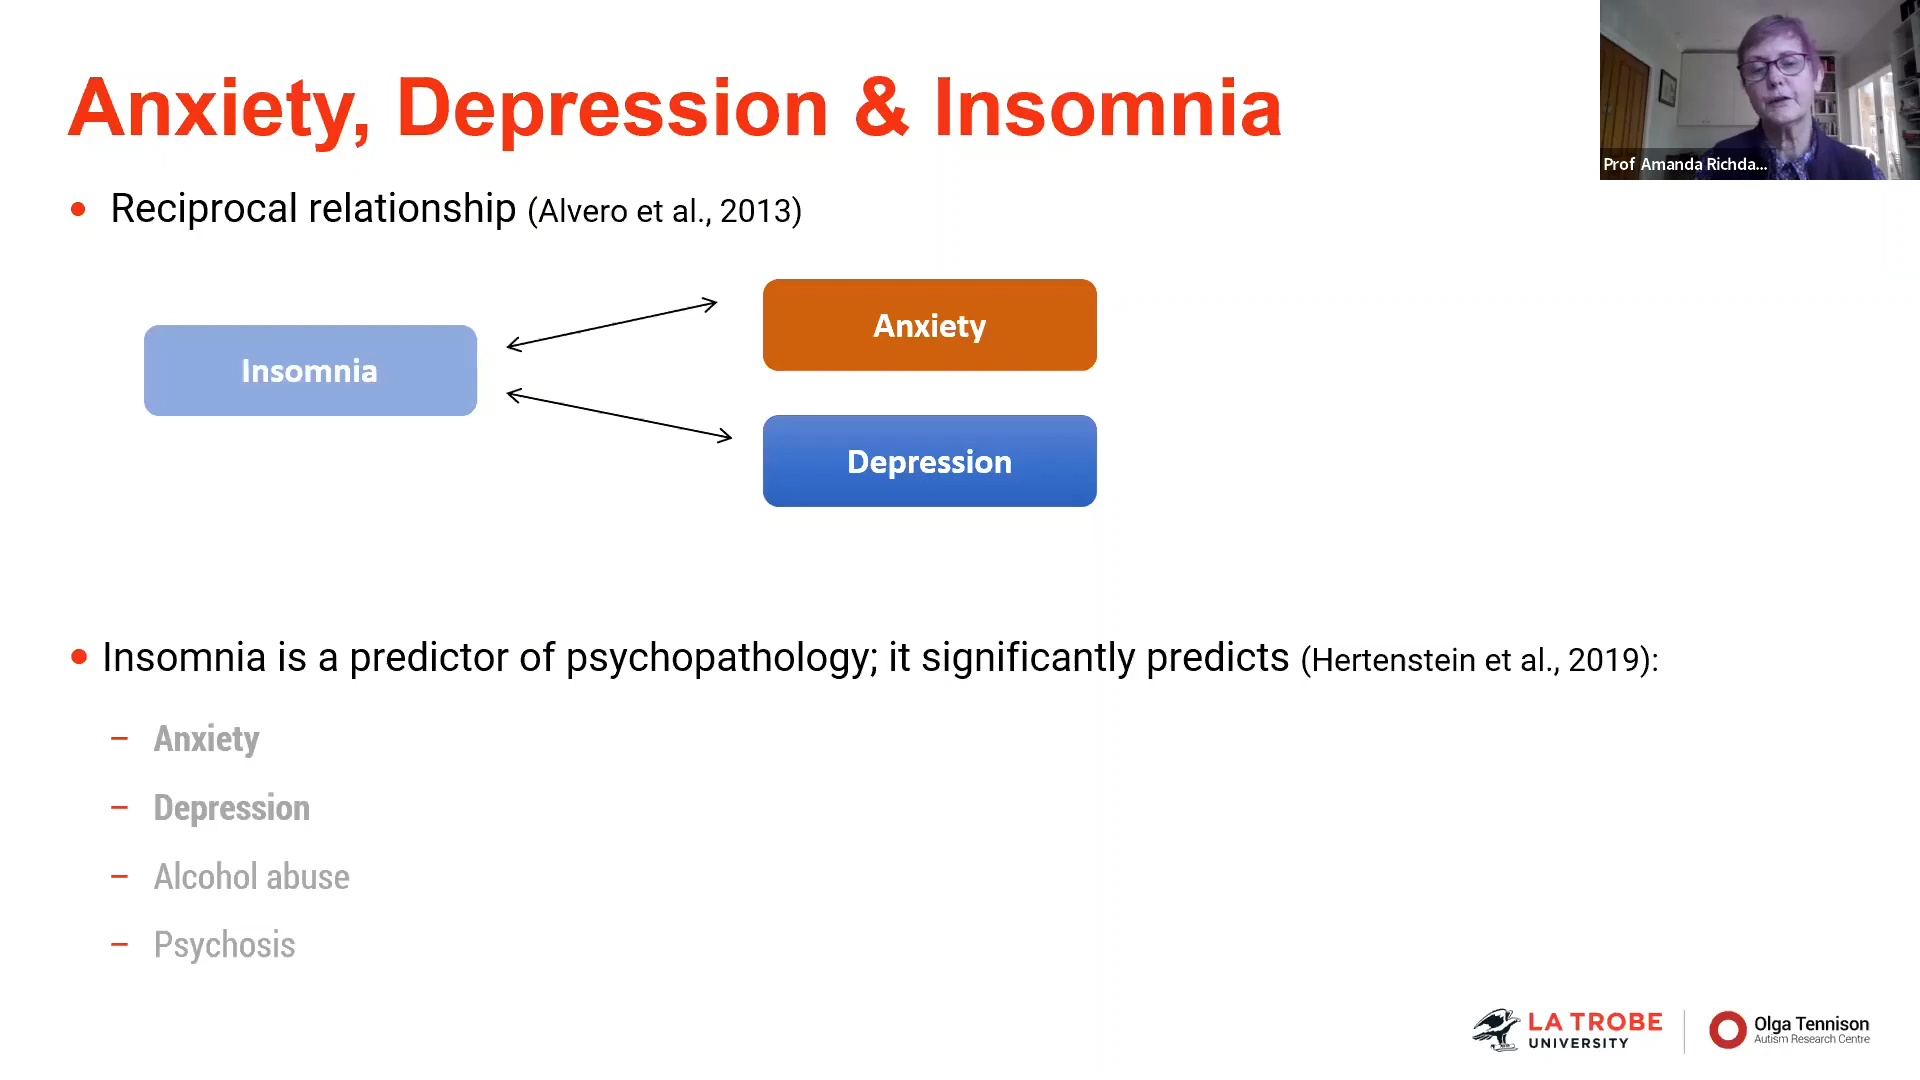 Anxiety, Depression & Insomnia
Prof Amanda Richda...
• Reciprocal relationship (Alvero et al., 2013)
Insomnia
Anxiety
Depression
• Insomnia is a predictor of psychopathology; it significantly predicts (Hertenstein et al., 2019):
– Anxiety
– Depression
– Alcohol abuse
– Psychosis
LA TROBE
UNIVERSITY
Olga Tennison
Autism Research Centre